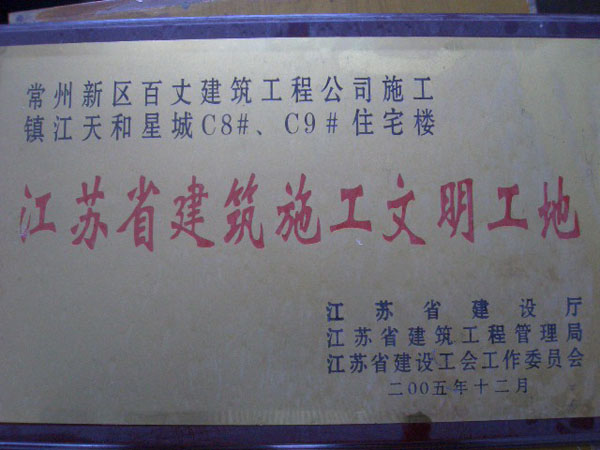 常州新区百丈建筑工程公司施工
镇江天和星城C8#、C9#住宅楼
江苏省建筑施工文明工地
江苏省建设厅
江苏省建筑工程管理局
江苏省建设工会工作委员会
二00五年十二月